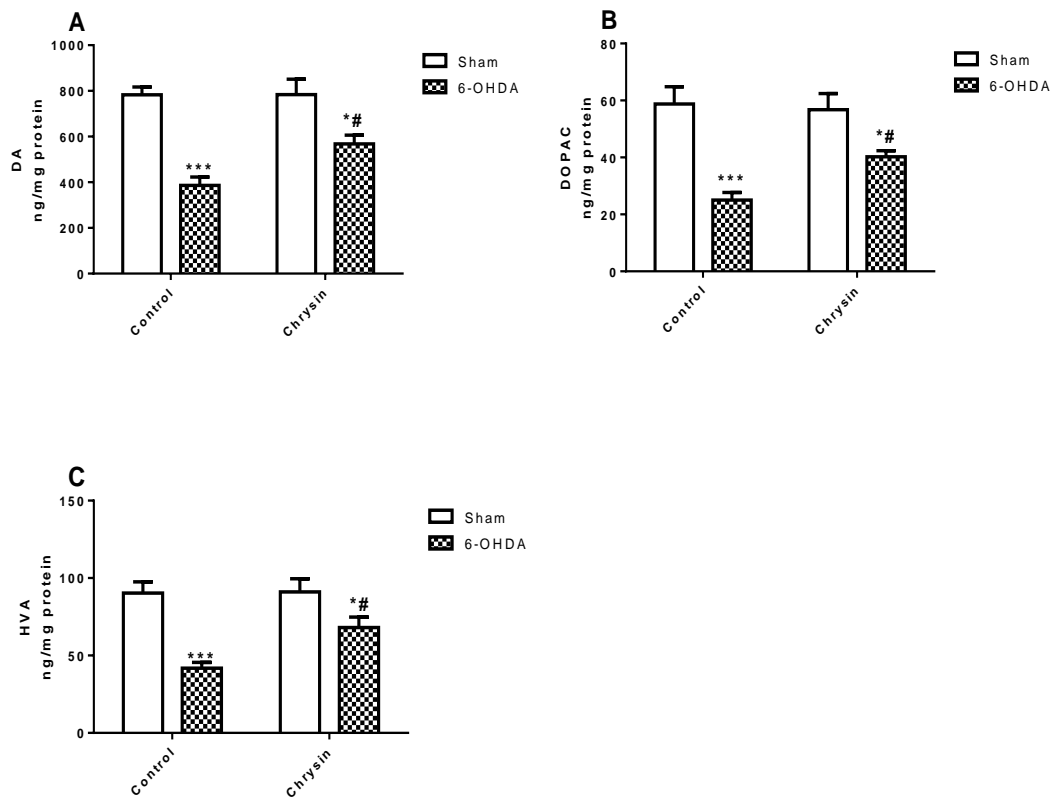 A
DA
ng/mg protein
1000
800
600
400
200
0
***
*#
Control
Chrysin
Sham
6-OHDA
B
DOPAC
ng/mg protein
80
60
40
20
0
***
*#
Control
Chrysin
Sham
6-OHDA
C
HVA
ng/mg protein
150
100
50
0
***
*#
Control
Chrysin
Sham
6-OHDA